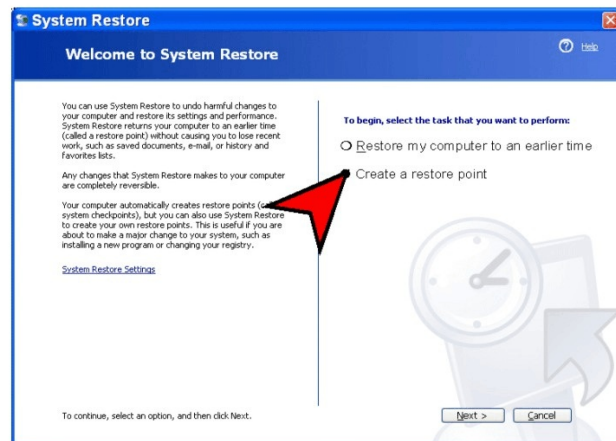 System Restore
Welcome to System Restore
Help
You can use System Restore to undo harmful changes to
your computer and restore its settings and performance.
System Restore returns your computer to an earlier time
(called a restore point) without causing you to lose recent
work, such as saved documents, e-mail, or history and
favorites lists.
Any changes that System Restore makes to your computer
are completely reversible.
Your computer automatically creates restore points
system checkpoints), but you can also use System Restore
to create your own restore points. This is useful if you are
about to make a major change to your system, such as
installing a new program or changing your registry.
System Restore Settings
To begin, select the task that you want to perform:
Restore my computer to an earlier time
Create a restore point
To continue, select an option, and then click Next.
Next >
Cancel